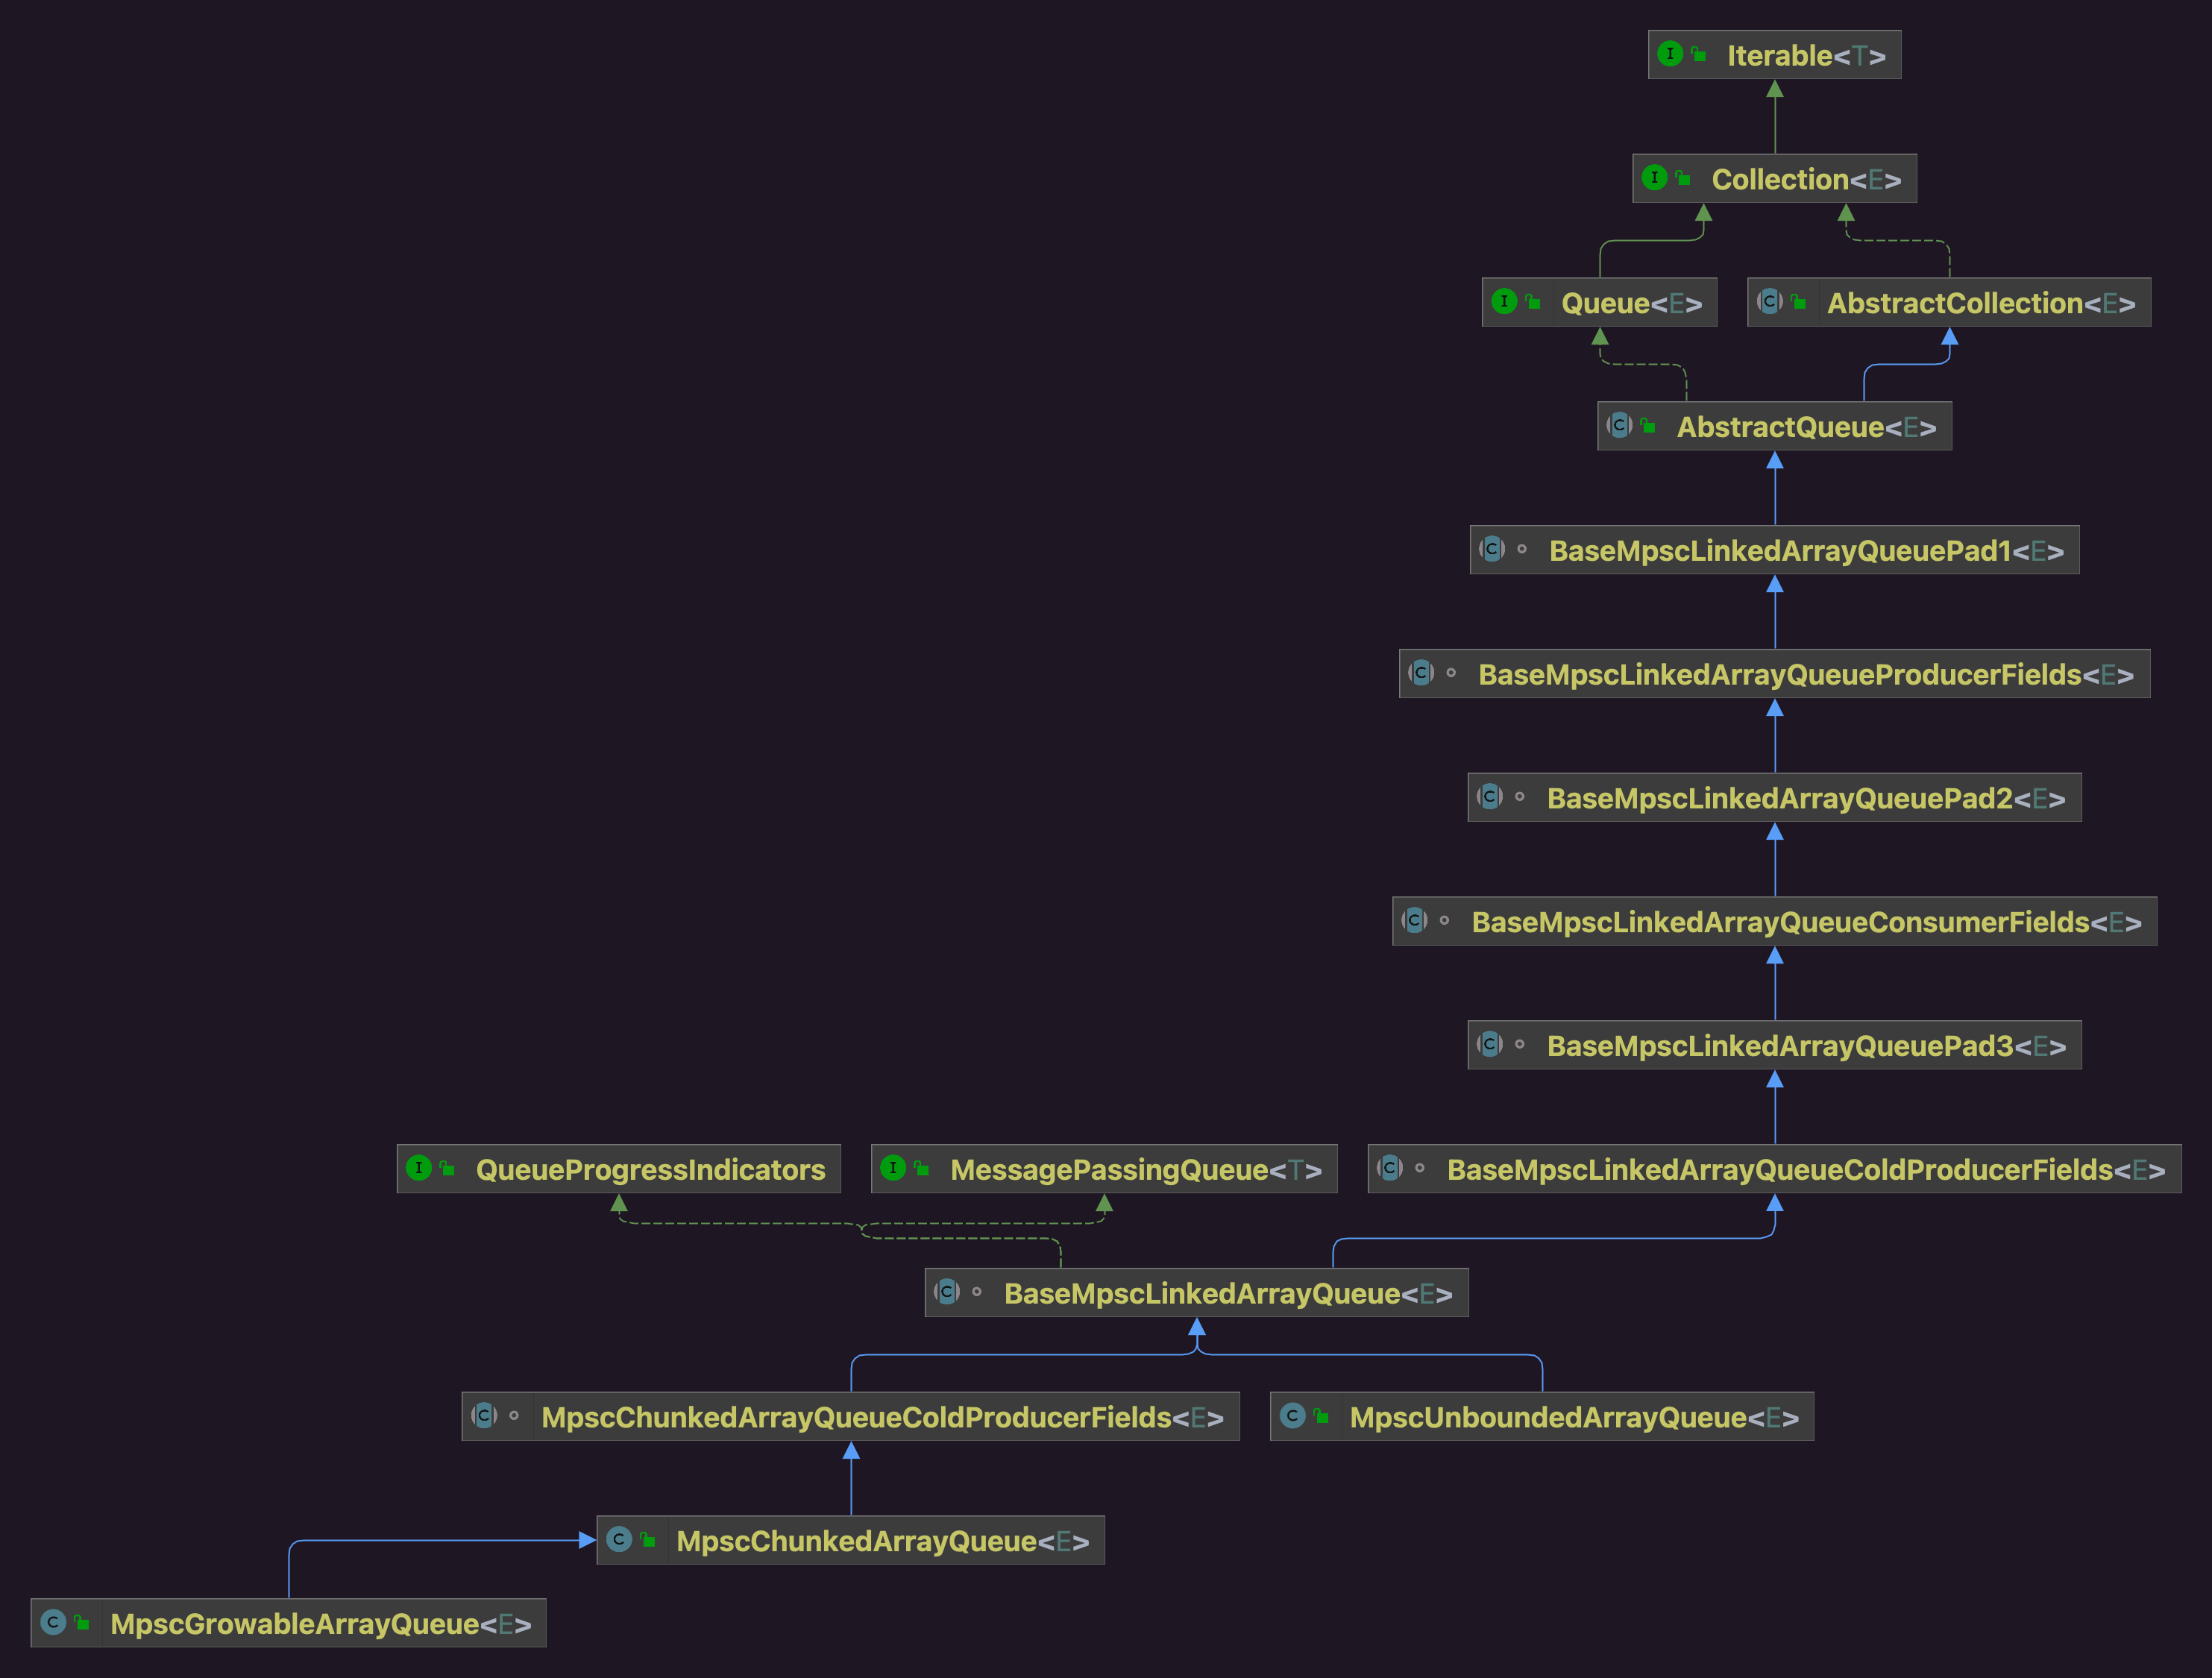 Iterable<T>
Collection<E>
Queue<E>
AbstractCollection<E>
AbstractQueue<E>
BaseMpscLinkedArrayQueuePad1<E>
BaseMpscLinkedArrayQueueProducerFields<E>
BaseMpscLinkedArrayQueuePad2<E>
BaseMpscLinkedArrayQueueConsumerFields<E>
BaseMpscLinkedArrayQueuePad3<E>
QueueProgressIndicators
MessagePassingQueue<T>
BaseMpscLinkedArrayQueueColdProducerFields<E>
BaseMpscLinkedArrayQueue<E>
MpscChunkedArrayQueueColdProducerFields<E>
MpscUnboundedArrayQueue<E>
MpscChunkedArrayQueue<E>
MpscGrowableArrayQueue<E>